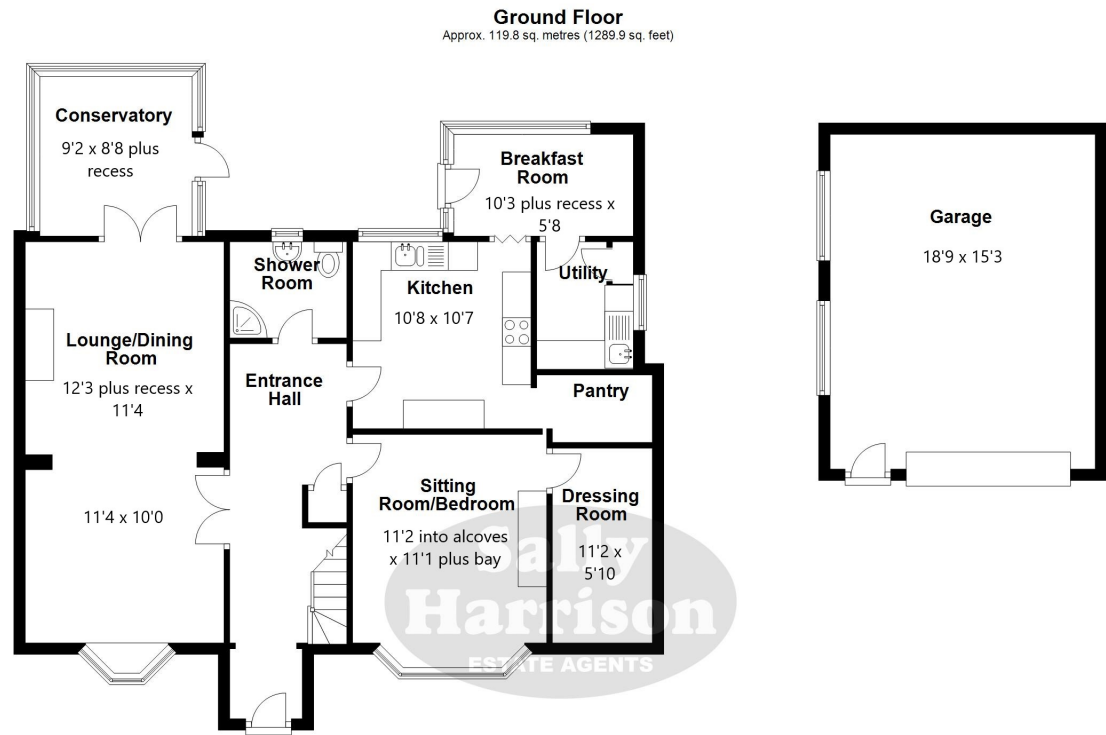 Ground Floor
Approx. 119.8 sq. metres (1289.9 sq. feet)
Conservatory
9'2 x 8'8 plus
recess
Breakfast
Room
10'3 plus recess x
5'8
Garage
18'9 x 15'3
Shower
Room
Kitchen
10'8 x 10'7
Utility
Lounge/Dining
Room
12'3 plus recess x
11'4
Entrance
Hall
Pantry
11'4 x 10'0
Sitting
Room/Bedroom
11'2 into alcoves
x 11'1 plus bay
Dressing
Room
11'2 x
5'10
Sally
Harrison
ESTATE AGENTS